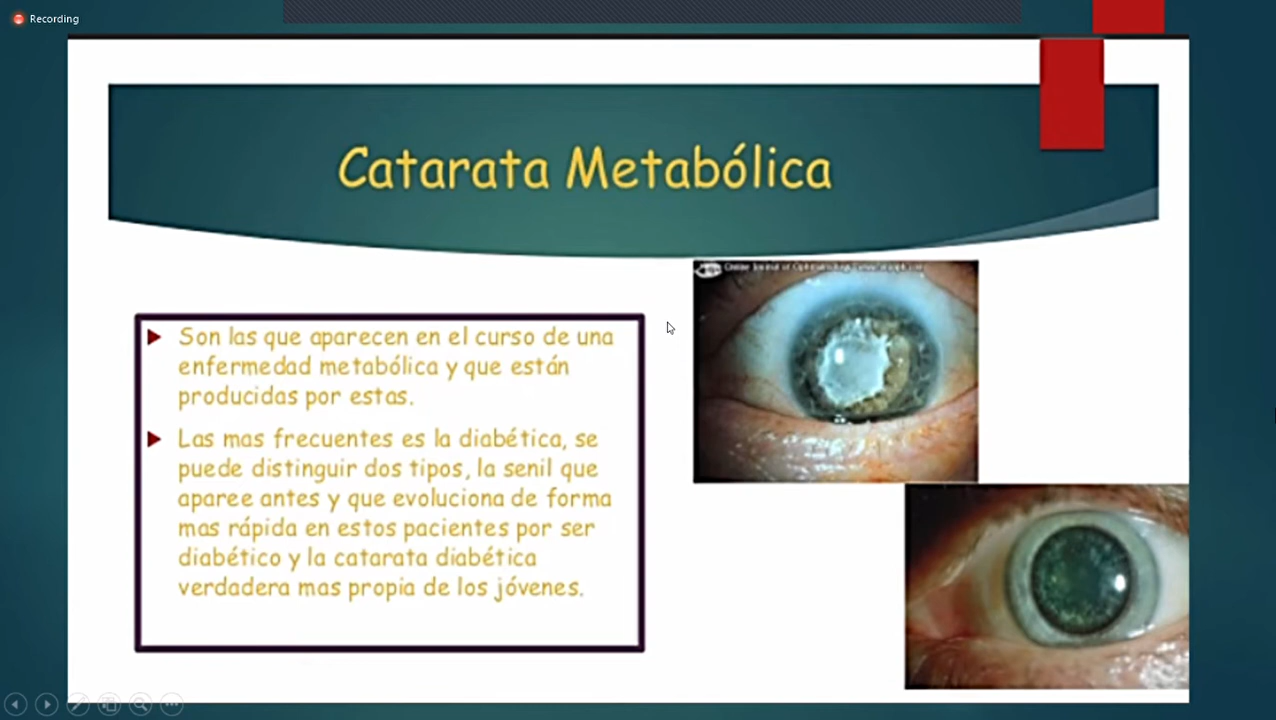 Recording
Catarata Metabólica
Son las que aparecen en el curso de una
enfermedad metabólica y que están
producidas por estas.
Las mas frecuentes es la diabética, se
puede distinguir dos tipos, la senil que
aparee antes y que evoluciona de forma
mas rápida en estos pacientes por ser
diabético y la catarata diabética
verdadera mas propia de los jóvenes.